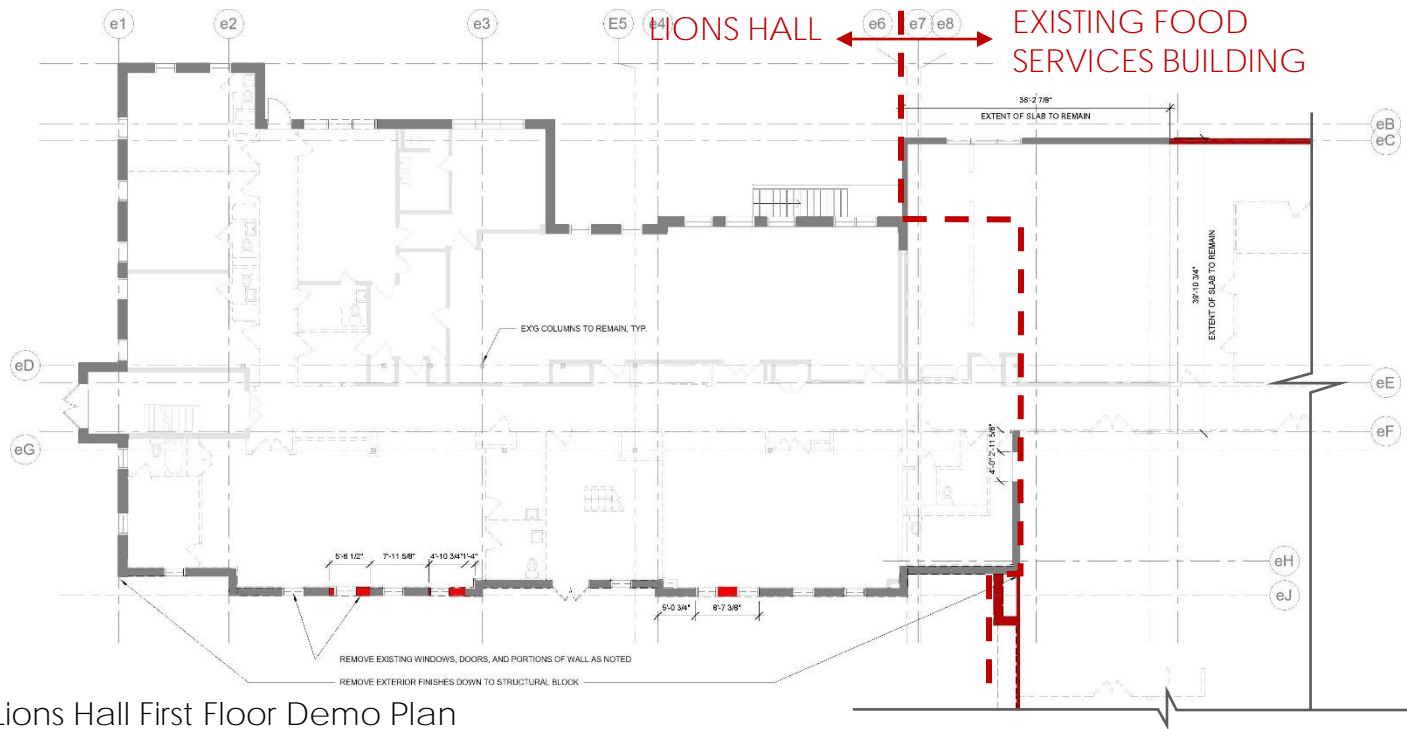 e1
e2
e3
E5
e4
e6
e7
e8
LIONS HALL
EXISTING FOOD
SERVICES BUILDING
36'-2 7/8"
EXTENT OF SLAB TO REMAIN
eB
eC
39'-10 3/4"
EXTENT OF SLAB TO REMAIN
EX'G COLUMNS TO REMAIN, TYP.
eD
eE
eG
eF
2'-11 5/8"
4'-0"
5'-6 1/2"
7'-11 5/8"
4'-10 3/4"
1'-4"
eH
eJ
5'-0 3/4"
8'-7 3/8"
REMOVE EXISTING WINDOWS, DOORS, AND PORTIONS OF WALL AS NOTED
REMOVE EXTERIOR FINISHES DOWN TO STRUCTURAL BLOCK
Lions Hall First Floor Demo Plan